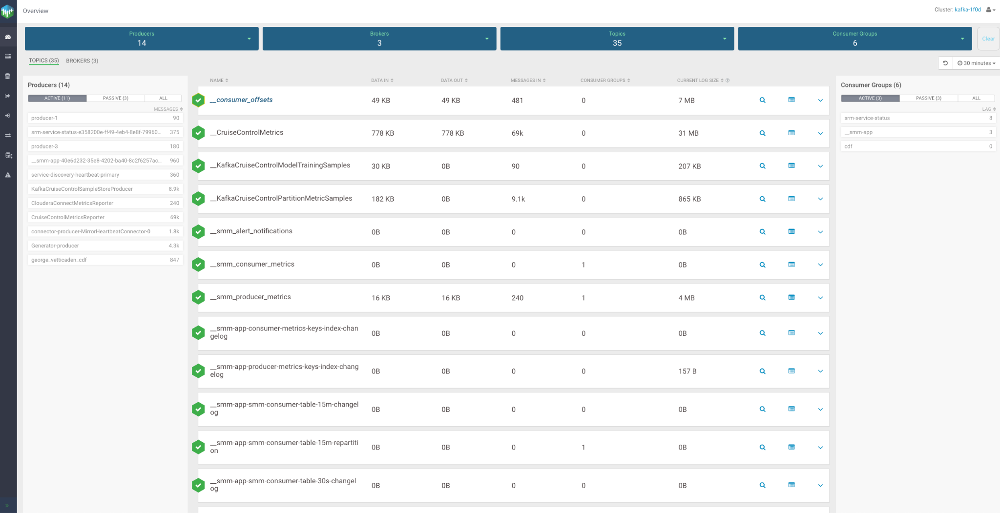 Overview
Cluster: kafka-1f0d
Producers
14
Brokers
3
Topics
35
Consumer Groups
6
Clear
TOPICS (35) BROKERS (3)
30 minutes
Producers (14)
ACTIVE (11) PASSIVE (3) ALL
MESSAGES
producer-1 90
srm-service-status-e358200e-ff49-4eb4-8e8f-79960... 375
producer-3 180
__smm-app-40e6d232-35e8-4202-ba40-8c2f6257ac... 960
service-discovery-heartbeat-primary 360
KafkaCruiseControlSampleStoreProducer 8.9k
ClouderaConnectMetricsReporter 240
CruiseControlMetricsReporter 69k
connector-producer-MirrorHeartbeatConnector-0 1.8k
Generator-producer 4.3k
george_vetticaden_cdf 847
NAME DATA IN DATA OUT MESSAGES IN CONSUMER GROUPS CURRENT LOG SIZE
__consumer_offsets 49 KB 49 KB 481 0 7 MB
__CruiseControlMetrics 778 KB 778 KB 69k 0 31 MB
__KafkaCruiseControlModelTrainingSamples 30 KB 0B 90 0 207 KB
__KafkaCruiseControlPartitionMetricSamples 182 KB 0B 9.1k 0 865 KB
__smm_alert_notifications 0B 0B 0 0 0B
__smm_consumer_metrics 0B 0B 0 1 0B
__smm_producer_metrics 16 KB 16 KB 240 1 4 MB
__smm-app-consumer-metrics-keys-index-chan
gelog 0B 0B 0 0 0B
__smm-app-producer-metrics-keys-index-chang
elog 0B 0B 0 0 157 B
__smm-app-smm-consumer-table-15m-changel
og 0B 0B 0 0 0B
__smm-app-smm-consumer-table-15m-repartiti
on 0B 0B 0 1 0B
__smm-app-smm-consumer-table-30s-changel
og 0B 0B 0 0 0B
Consumer Groups (6)
ACTIVE (3) PASSIVE (3) ALL
LAG
srm-service-status 8
__smm-app 3
cdf 0